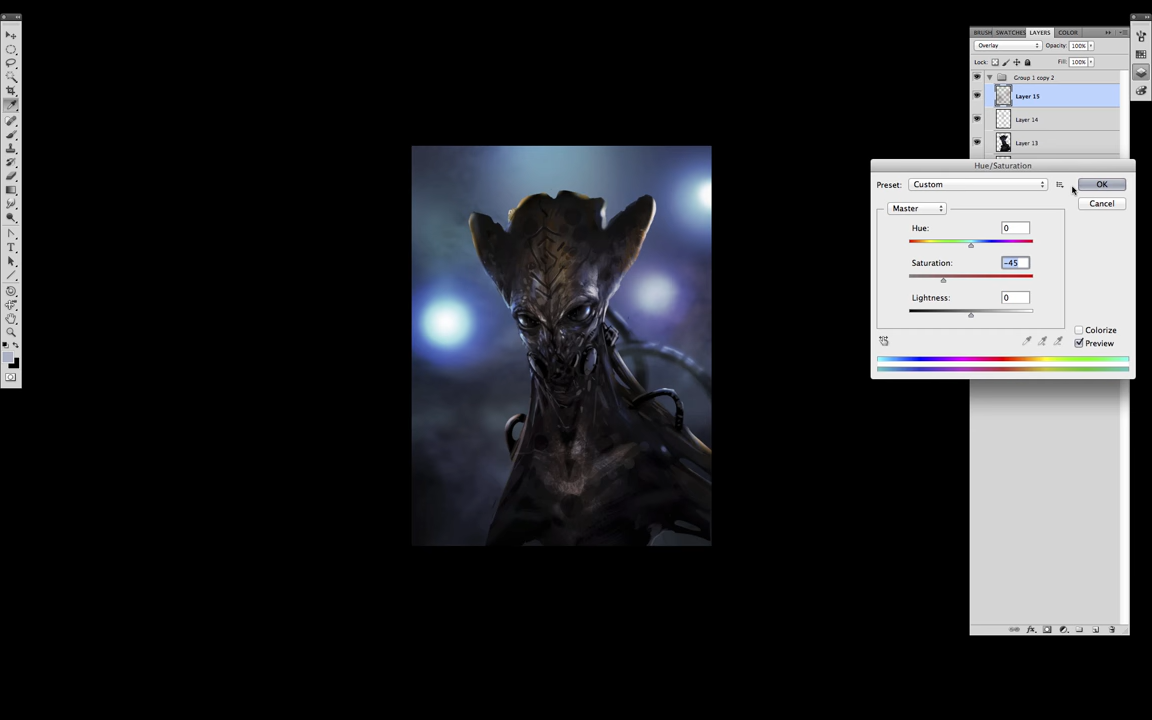 BRUSH SWATCHES LAYERS COLOR
Overlay Opacity: 100%
Lock: Fill: 100%
Group 1 copy 2
Layer 15
Layer 14
Layer 13
Hue/Saturation
Preset: Custom OK
Cancel
Master
Hue: 0
Saturation: -45
Lightness: 0
Colorize
Preview